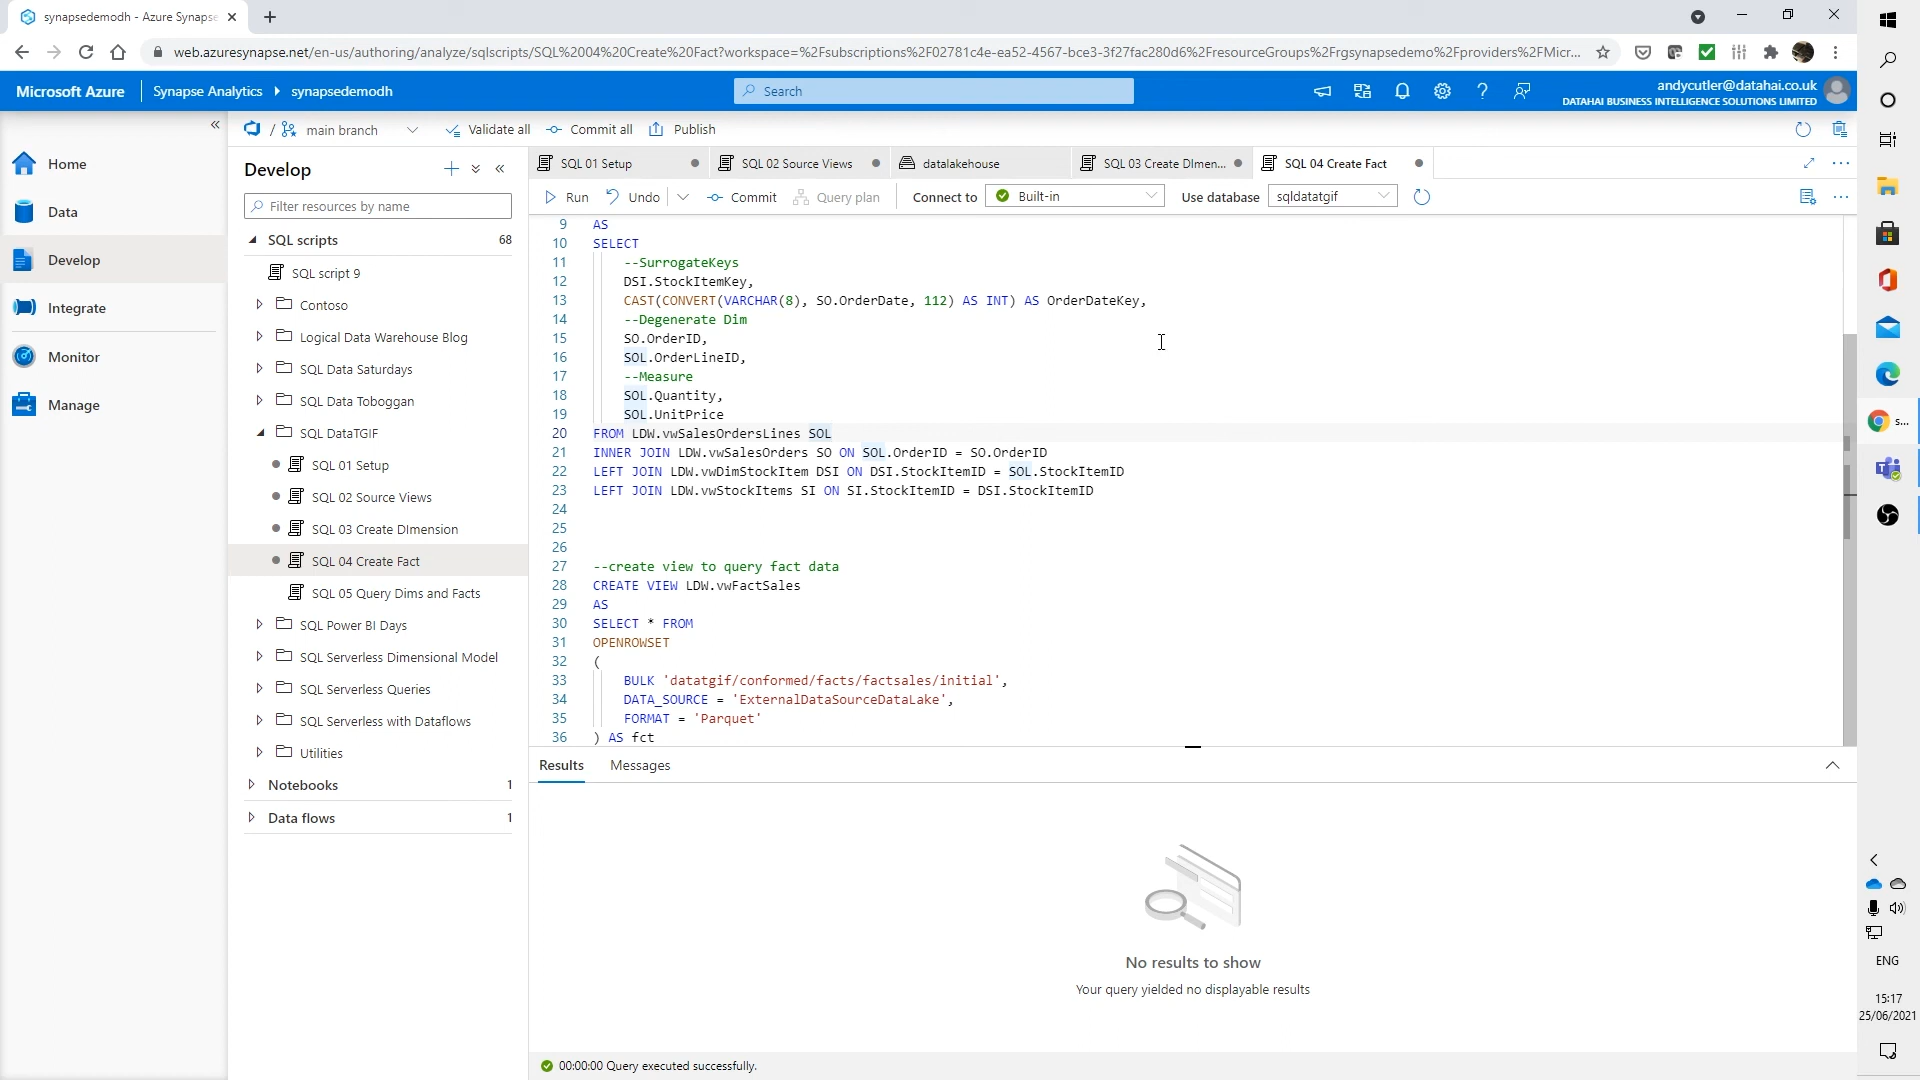 synapsedemodh - Azure Synapse
web.azuresynapse.net/en-us/authoring/analyze/sqlscripts/SQL%2004%20Create%20Fact?workspace=%2Fsubscriptions%2F02781c4e-ea52-4567-bce3-3f27fac280d6%2FresourceGroups%2Frgsynapsedemo%2Fproviders%2FMicr...
Microsoft Azure
Synapse Analytics
synapsedemodh
Search
andycutler@datahai.co.uk
DATAHAI BUSINESS INTELLIGENCE SOLUTIONS LIMITED
Home
Data
Develop
Integrate
Monitor
Manage
/ main branch
Validate all
Commit all
Publish
Develop
Filter resources by name
SQL scripts 68
SQL script 9
Contoso
Logical Data Warehouse Blog
SQL Data Saturdays
SQL Data Toboggan
SQL DataTGIF
SQL 01 Setup
SQL 02 Source Views
SQL 03 Create DImension
SQL 04 Create Fact
SQL 05 Query Dims and Facts
SQL Power BI Days
SQL Serverless Dimensional Model
SQL Serverless Queries
SQL Serverless with Dataflows
Utilities
Notebooks 1
Data flows 1
SQL 01 Setup
SQL 02 Source Views
datalakehouse
SQL 03 Create DImen...
SQL 04 Create Fact
Run
Undo
Commit
Query plan
Connect to
Built-in
Use database
sqldatatgif
9 AS
10 SELECT
11 --SurrogateKeys
12 DSI.StockItemKey,
13 CAST(CONVERT(VARCHAR(8), SO.OrderDate, 112) AS INT) AS OrderDateKey,
14 --Degenerate Dim
15 SO.OrderID,
16 SOL.OrderLineID,
17 --Measure
18 SOL.Quantity,
19 SOL.UnitPrice
20 FROM LDW.vwSalesOrdersLines SOL
21 INNER JOIN LDW.vwSalesOrders SO ON SOL.OrderID = SO.OrderID
22 LEFT JOIN LDW.vwDimStockItem DSI ON DSI.StockItemID = SOL.StockItemID
23 LEFT JOIN LDW.vwStockItems SI ON SI.StockItemID = DSI.StockItemID
24
25
26
27 --create view to query fact data
28 CREATE VIEW LDW.vwFactSales
29 AS
30 SELECT * FROM
31 OPENROWSET
32 (
33 BULK 'datatgif/conformed/facts/factsales/initial',
34 DATA_SOURCE = 'ExternalDataSourceDataLake',
35 FORMAT = 'Parquet'
36 ) AS fct
Results
Messages
No results to show
Your query yielded no displayable results
00:00:00 Query executed successfully.
s...
ENG
15:17
25/06/2021